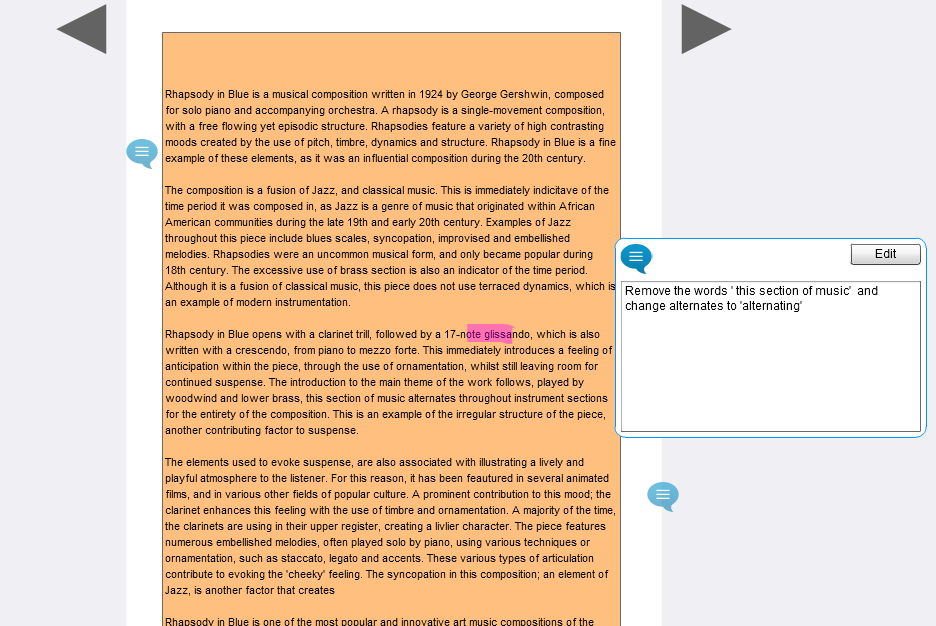 Rhapsody in Blue is a musical composition written in 1924 by George Gershwin, composed
for solo piano and accompanying orchestra. A rhapsody is a single-movement composition,
with a free flowing yet episodic structure. Rhapsodies feature a variety of high contrasting
moods created by the use of pitch, timbre, dynamics and structure. Rhapsody in Blue is a fine
example of these elements, as it was an influential composition during the 20th century.
The composition is a fusion of Jazz, and classical music. This is immediately indicitave of the
time period it was composed in, as Jazz is a genre of music that originated within African
American communities during the late 19th and early 20th century. Examples of Jazz
throughout this piece include blues scales, syncopation, improvised and embellished
melodies. Rhapsodies were an uncommon musical form, and only became popular during
18th century. The excessive use of brass section is also an indicator of the time period.
Although it is a fusion of classical music, this piece does not use terraced dynamics, which is
an example of modern instrumentation.
Rhapsody in Blue opens with a clarinet trill, followed by a 17-note glissando, which is also
written with a crescendo, from piano to mezzo forte. This immediately introduces a feeling of
anticipation within the piece, through the use of ornamentation, whilst still leaving room for
continued suspense. The introduction to the main theme of the work follows, played by
woodwind and lower brass, this section of music alternates throughout instrument sections
for the entirety of the composition. This is an example of the irregular structure of the piece,
another contributing factor to suspense.
The elements used to evoke suspense, are also associated with illustrating a lively and
playful atmosphere to the listener. For this reason, it has been feautured in several animated
films, and in various other fields of popular culture. A prominent contribution to this mood; the
clarinet enhances this feeling with the use of timbre and ornamentation. A majority of the time,
the clarinets are using in their upper register, creating a livlier character. The piece features
numerous embellished melodies, often played solo by piano, using various techniques or
ornamentation, such as staccato, legato and accents. These various types of articulation
contribute to evoking the 'cheeky' feeling. The syncopation in this composition; an element of
Jazz, is another factor that creates
Rhapsody in Blue is one of the most popular and innovative art music compositions of the
Edit
Remove the words ' this section of music' and
change alternates to 'alternating'